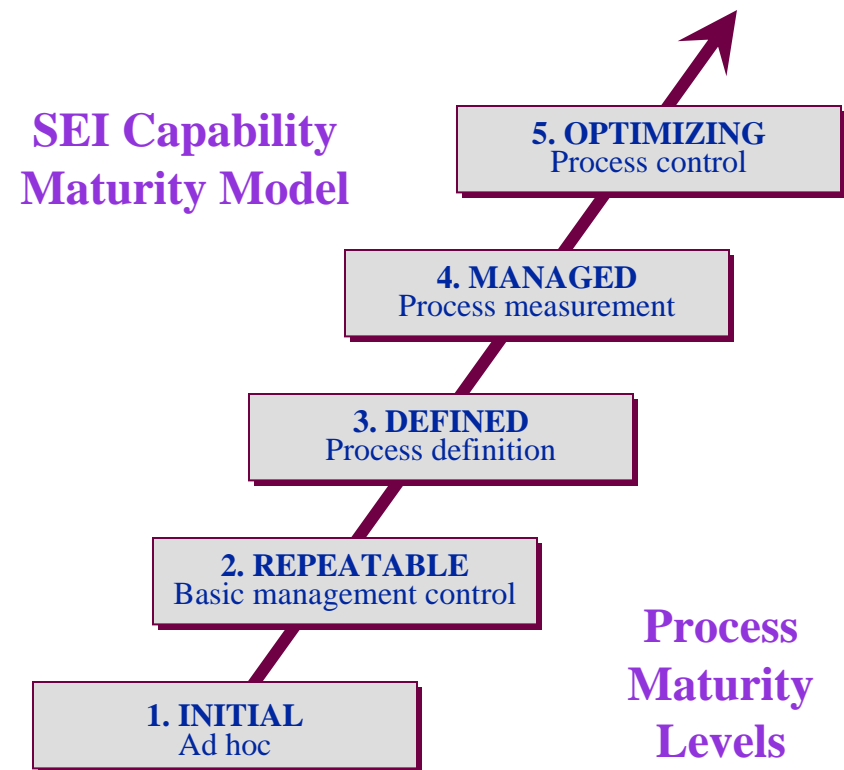 SEI Capability
Maturity Model
5. OPTIMIZING
Process control
4. MANAGED
Process measurement
3. DEFINED
Process definition
2. REPEATABLE
Basic management control
1. INITIAL
Ad hoc
Process
Maturity
Levels